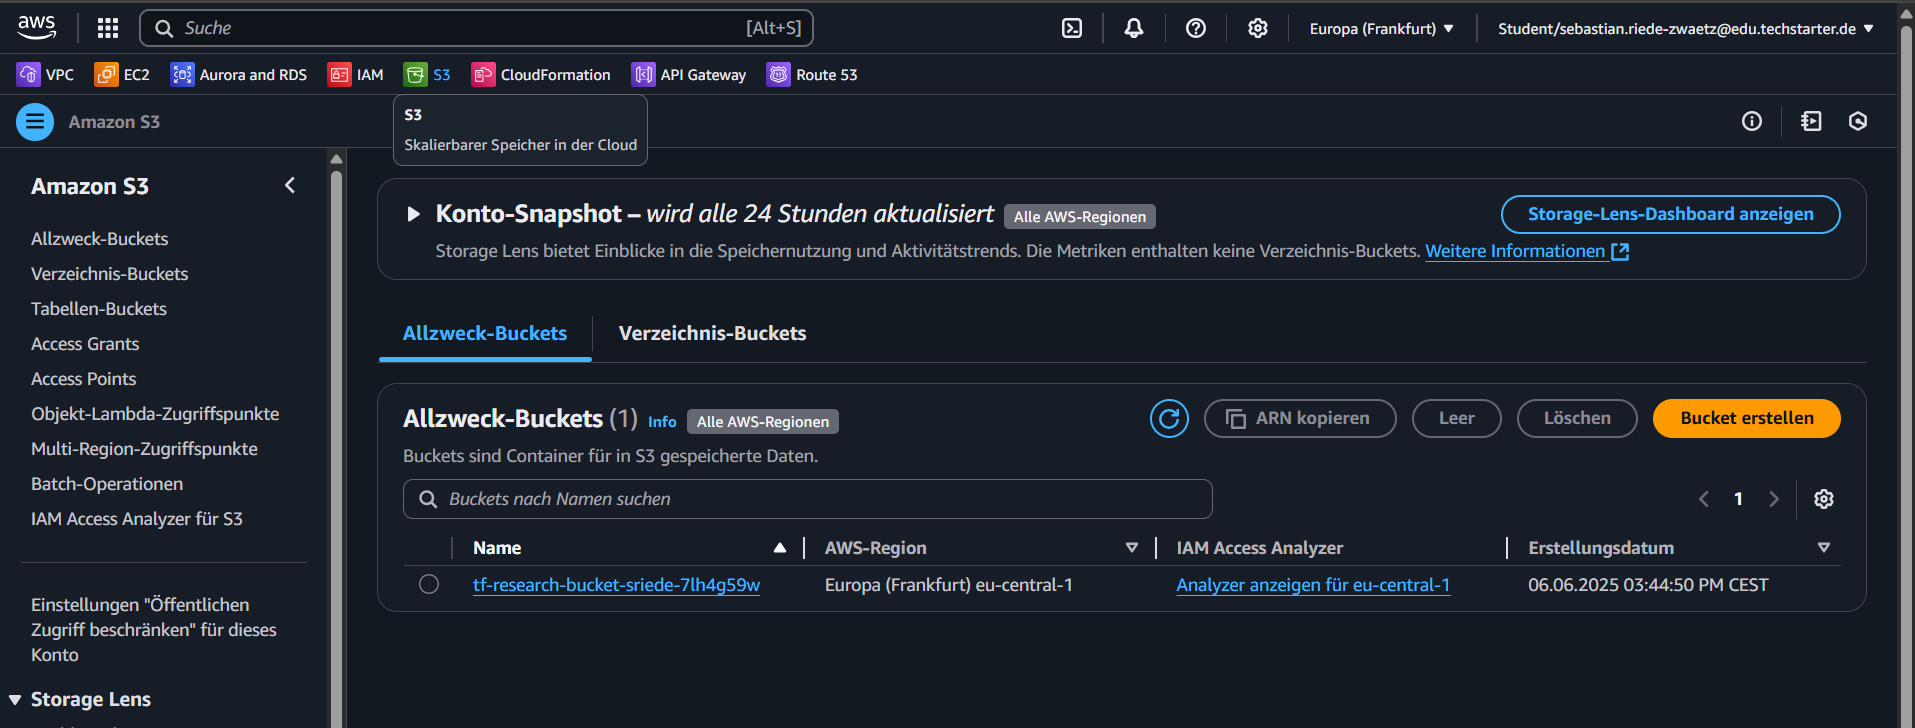 aws
Suche [Alt+S]
Europa (Frankfurt)
Student/sebastian.riede-zwaetz@edu.techstarter.de
VPC EC2 Aurora and RDS IAM S3 CloudFormation API Gateway Route 53
Amazon S3
S3
Skalierbarer Speicher in der Cloud
Amazon S3
Allzweck-Buckets
Verzeichnis-Buckets
Tabellen-Buckets
Access Grants
Access Points
Objekt-Lambda-Zugriffspunkte
Multi-Region-Zugriffspunkte
Batch-Operationen
IAM Access Analyzer für S3
Einstellungen "Öffentlichen
Zugriff beschränken" für dieses
Konto
Storage Lens
Konto-Snapshot – wird alle 24 Stunden aktualisiert Alle AWS-Regionen
Storage-Lens-Dashboard anzeigen
Storage Lens bietet Einblicke in die Speichernutzung und Aktivitätstrends. Die Metriken enthalten keine Verzeichnis-Buckets. Weitere Informationen
Allzweck-Buckets Verzeichnis-Buckets
Allzweck-Buckets (1) Info Alle AWS-Regionen
ARN kopieren Leer Löschen Bucket erstellen
Buckets sind Container für in S3 gespeicherte Daten.
Buckets nach Namen suchen
1
Name AWS-Region IAM Access Analyzer Erstellungsdatum
tf-research-bucket-sriede-7lh4g59w Europa (Frankfurt) eu-central-1 Analyzer anzeigen für eu-central-1 06.06.2025 03:44:50 PM CEST